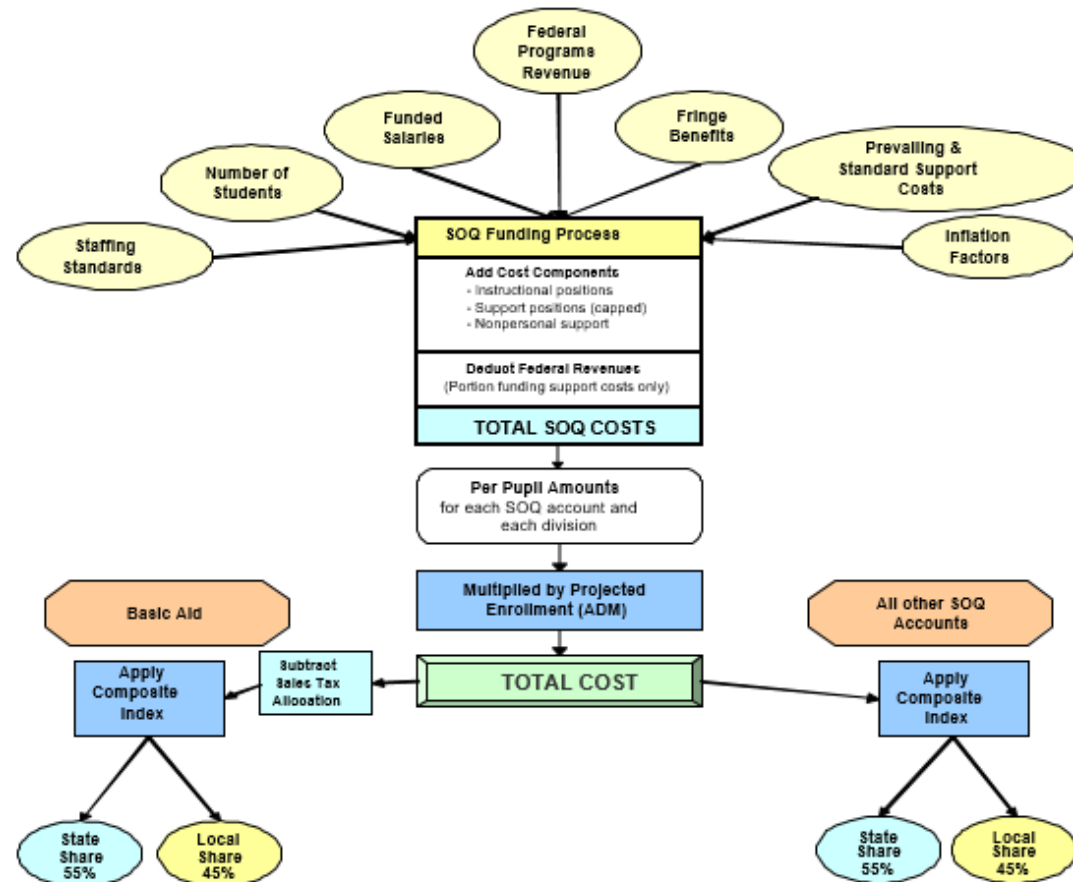 Federal
Programs
Revenue
Funded
Salaries
Fringe
Benefits
Number of
Students
Prevailing &
Standard Support
Costs
Staffing
Standards
Inflation
Factors
SOQ Funding Process
Add Cost Components
- Instructional positions
- Support positions (capped)
- Nonpersonal support
Deduct Federal Revenues
(Portion funding support costs only)
TOTAL SOQ COSTS
Per Pupil Amounts
for each SOQ account and
each division
Multiplied by Projected
Enrollment (ADM)
Basic Aid
All other SOQ
Accounts
Apply
Composite
Index
Subtract
Sales Tax
Allocation
TOTAL COST
Apply
Composite
Index
State
Share
55%
Local
Share
45%
State
Share
55%
Local
Share
45%